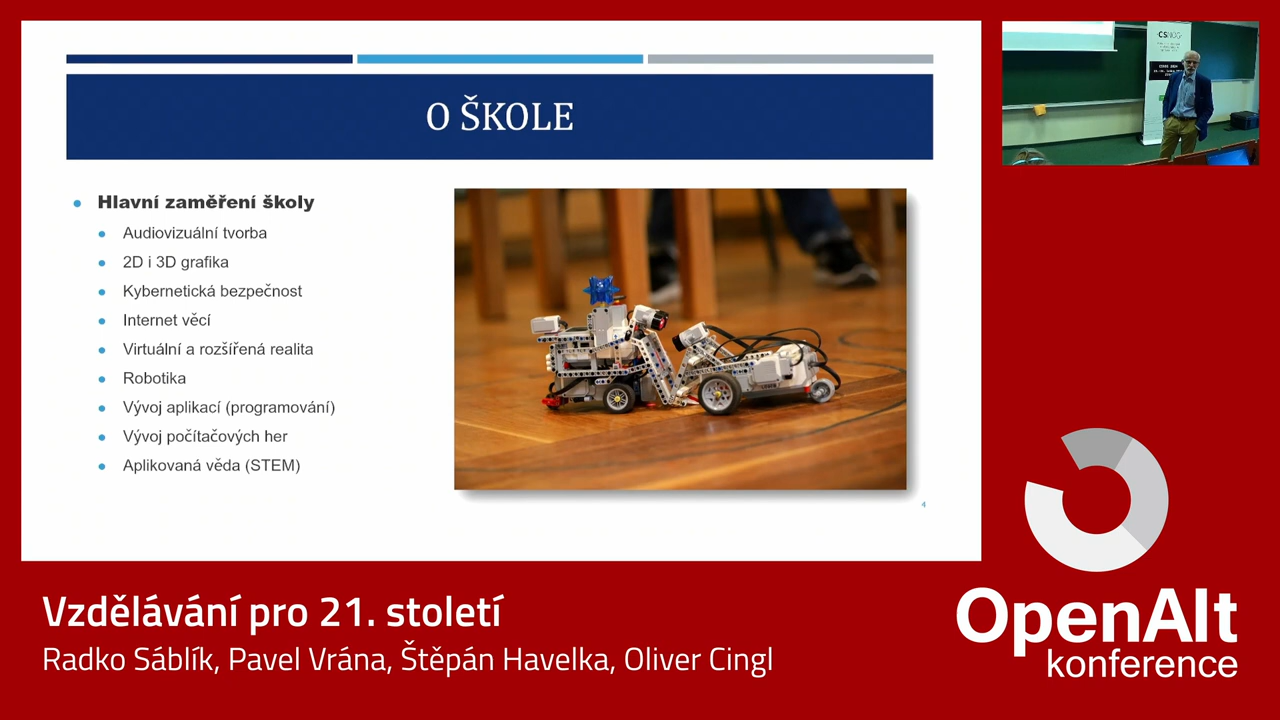 O ŠKOLE
Hlavní zaměření školy
Audiovizuální tvorba
2D i 3D grafika
Kybernetická bezpečnost
Internet věcí
Virtuální a rozšířená realita
Robotika
Vývoj aplikací (programování)
Vývoj počítačových her
Aplikovaná věda (STEM)
4
CSNOG
Vzdělávání pro 21. století
Radko Sáblík, Pavel Vrána, Štěpán Havelka, Oliver Cingl
OpenAlt
konference